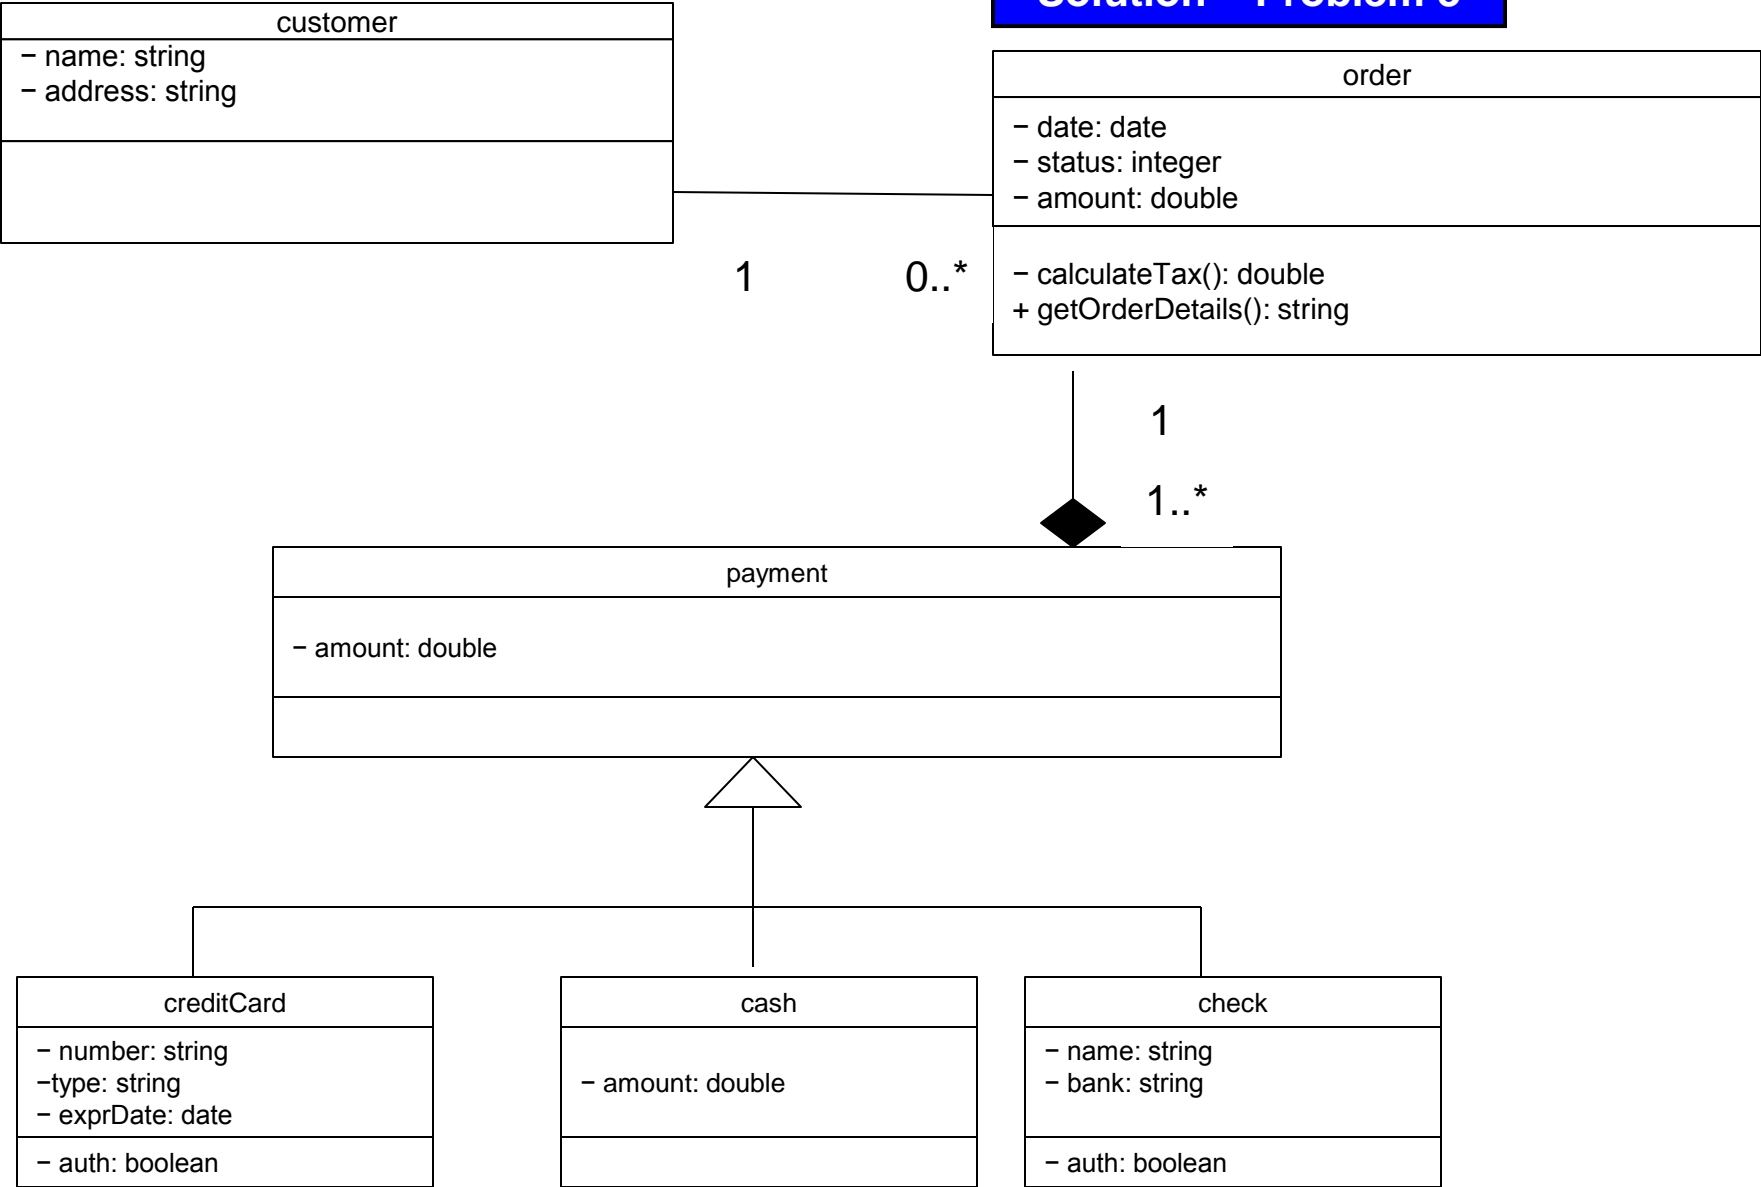 customer
− name: string
− address: string
order
− date: date
− status: integer
− amount: double
− calculateTax(): double
+ getOrderDetails(): string
1
0..*
1
1..*
payment
− amount: double
creditCard
− number: string
−type: string
− exprDate: date
− auth: boolean
cash
− amount: double
check
− name: string
− bank: string
− auth: boolean